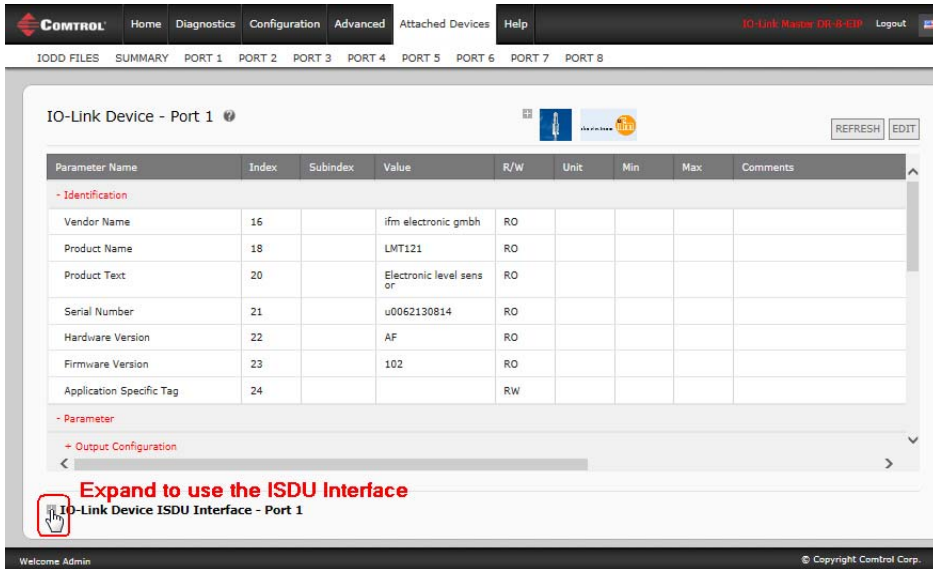 COMTROL Home Diagnostics Configuration Advanced Attached Devices Help IO-Link Master DR-8-EIP Logout
IODD FILES SUMMARY PORT 1 PORT 2 PORT 3 PORT 4 PORT 5 PORT 6 PORT 7 PORT 8
IO-Link Device - Port 1
REFRESH EDIT
Parameter Name Index Subindex Value R/W Unit Min Max Comments
- Identification
Vendor Name 16 ifm electronic gmbh RO
Product Name 18 LMT121 RO
Product Text 20 Electronic level sens
or RO
Serial Number 21 u0062130814 RO
Hardware Version 22 AF RO
Firmware Version 23 102 RO
Application Specific Tag 24 RW
- Parameter
+ Output Configuration
Expand to use the ISDU Interface
IO-Link Device ISDU Interface - Port 1
Welcome Admin © Copyright Comtrol Corp.